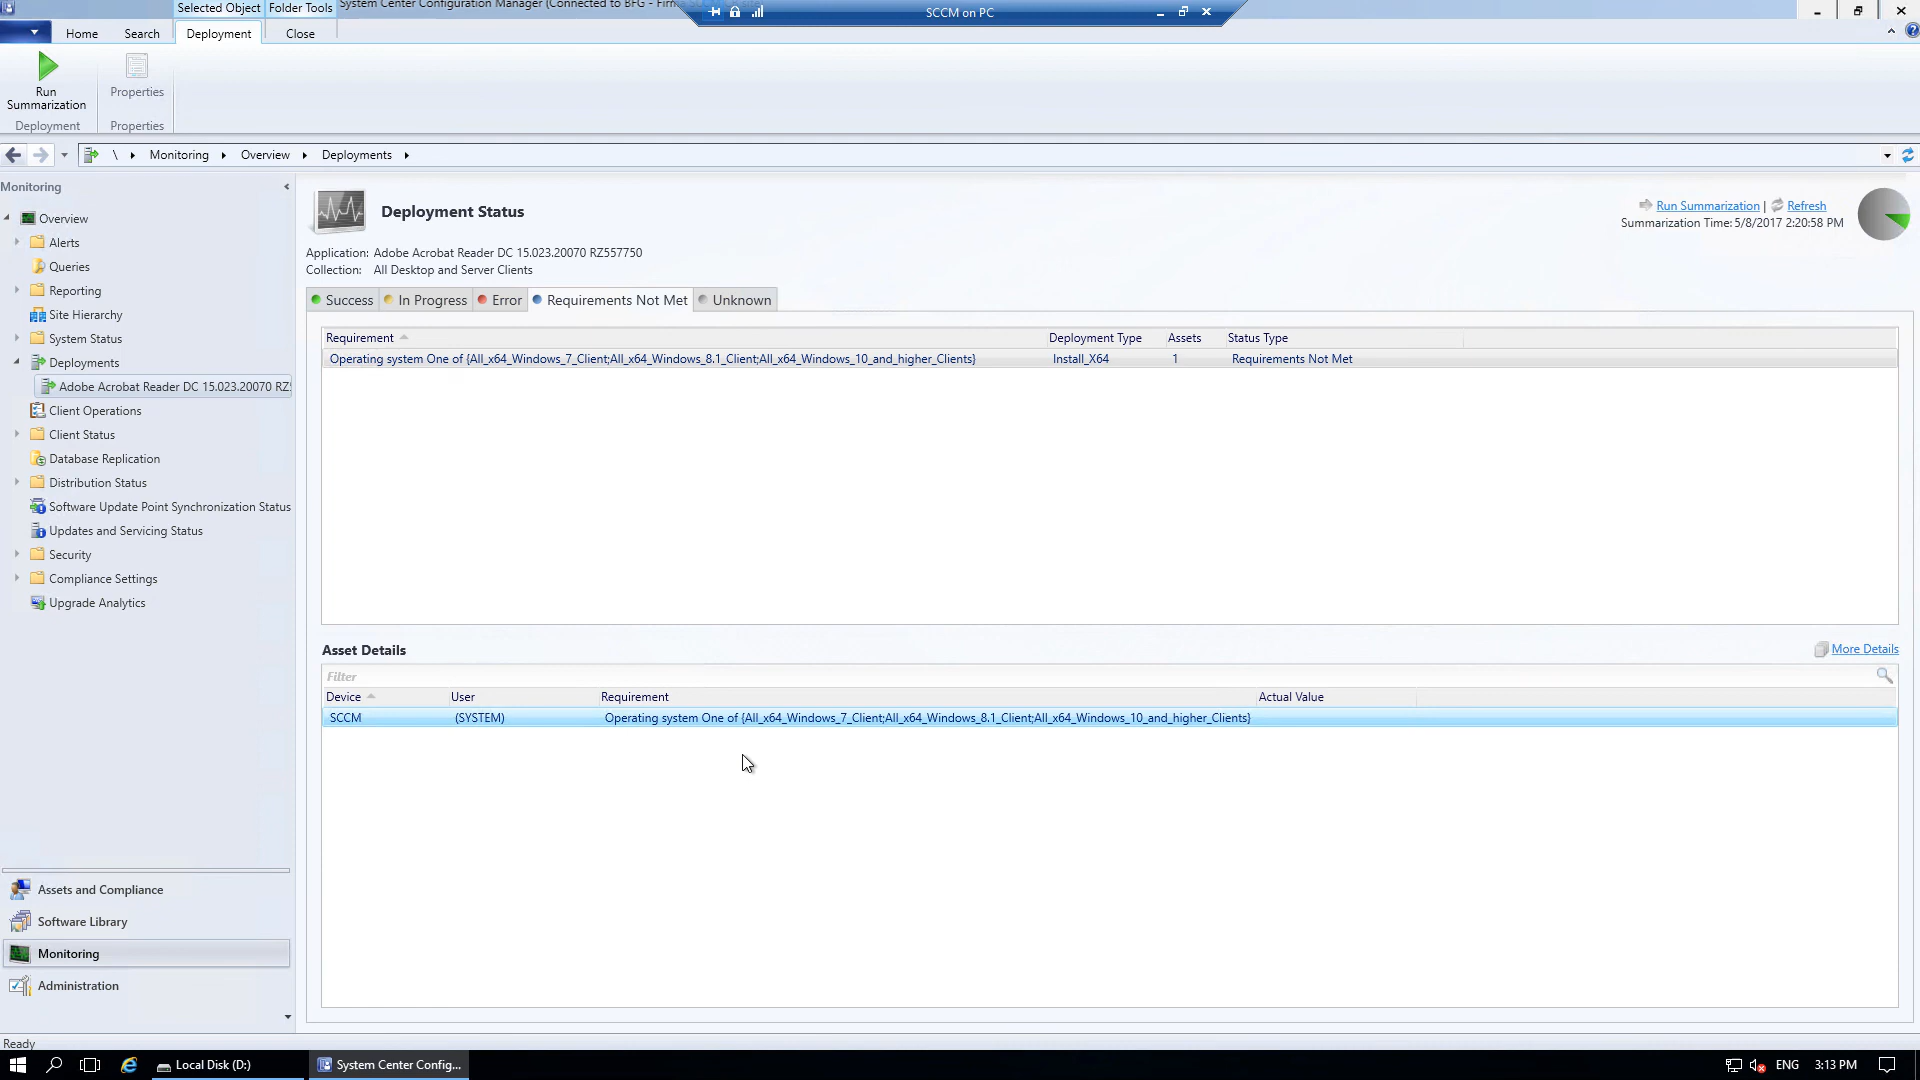 Selected Object Folder Tools System Center Configuration Manager (Connected to BFG - Firm
SCCM on PC
Home Search Deployment Close
Run Summarization
Properties
Deployment Properties
\ Monitoring Overview Deployments
Monitoring
Overview
Alerts
Queries
Reporting
Site Hierarchy
System Status
Deployments
Adobe Acrobat Reader DC 15.023.20070 RZ5
Client Operations
Client Status
Database Replication
Distribution Status
Software Update Point Synchronization Status
Updates and Servicing Status
Security
Compliance Settings
Upgrade Analytics
Assets and Compliance
Software Library
Monitoring
Administration
Deployment Status
Run Summarization | Refresh
Summarization Time: 5/8/2017 2:20:58 PM
Application: Adobe Acrobat Reader DC 15.023.20070 RZ557750
Collection: All Desktop and Server Clients
Success In Progress Error Requirements Not Met Unknown
Requirement Deployment Type Assets Status Type
Operating system One of {All_x64_Windows_7_Client;All_x64_Windows_8.1_Client;All_x64_Windows_10_and_higher_Clients} Install_X64 1 Requirements Not Met
Asset Details More Details
Filter
Device User Requirement Actual Value
SCCM (SYSTEM) Operating system One of {All_x64_Windows_7_Client;All_x64_Windows_8.1_Client;All_x64_Windows_10_and_higher_Clients}
Ready
Local Disk (D:) System Center Config... ENG 3:13 PM